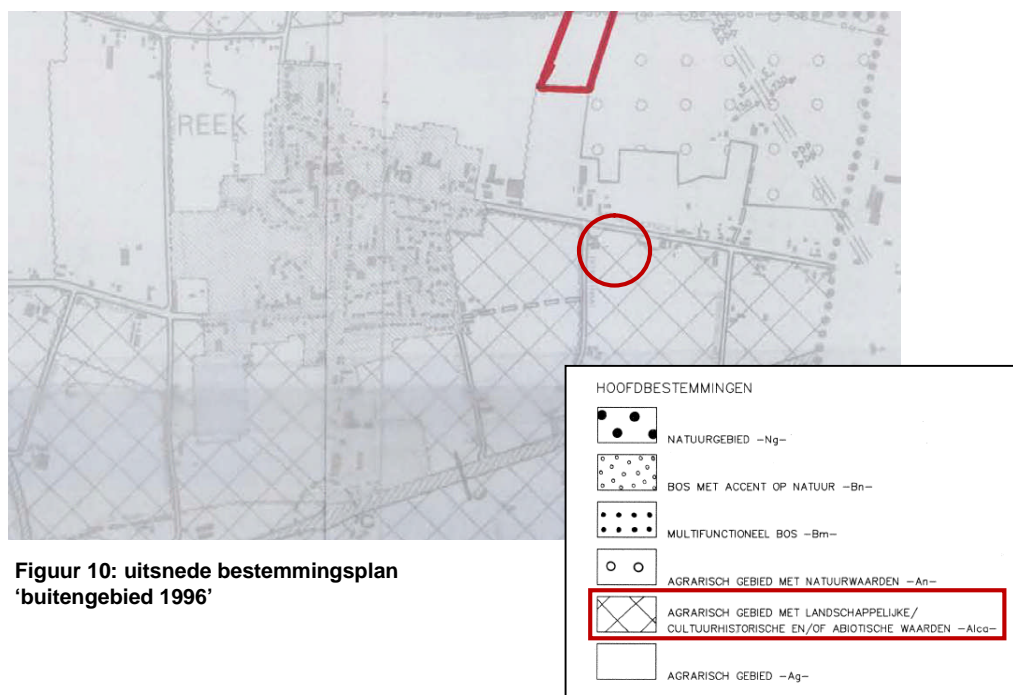 REEK
HOOFDBESTEMMINGEN
NATUURGEBIED -Ng-
BOS MET ACCENT OP NATUUR -Bn-
MULTIFUNCTIONEEL BOS -Bm-
AGRARISCH GEBIED MET NATUURWAARDEN -An-
AGRARISCH GEBIED MET LANDSCHAPPELIJKE/
CULTUURHISTORISCHE EN/OF ABIOTISCHE WAARDEN -Alca-
AGRARISCH GEBIED -Ag-
Figuur 10: uitsnede bestemmingsplan
‘buitengebied 1996’